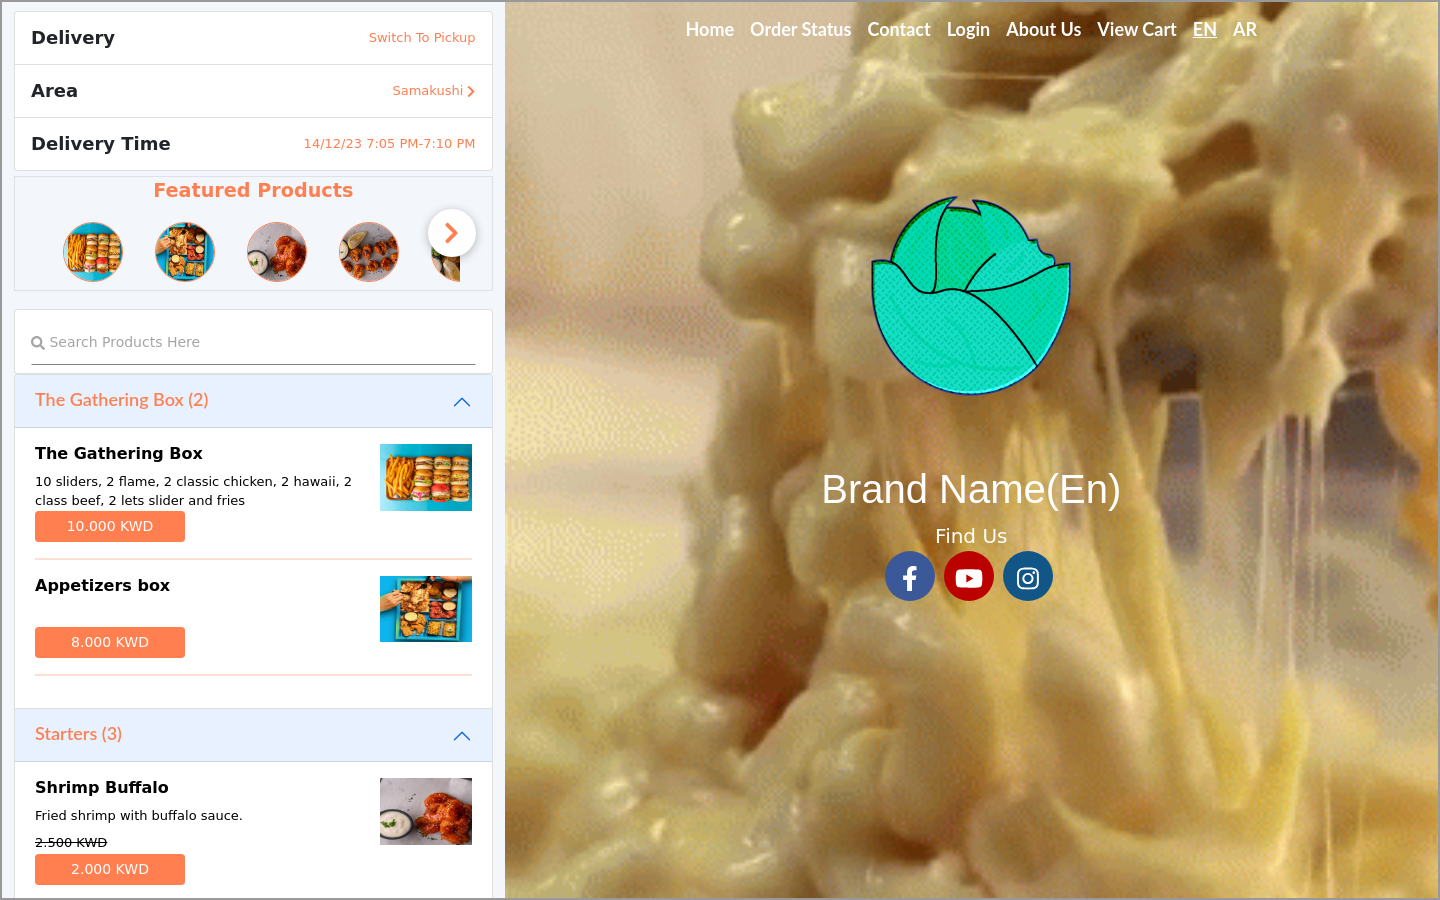 Delivery
Switch To Pickup
Area
Samakushi
Delivery Time
14/12/23 7:05 PM-7:10 PM
Featured Products
Search Products Here
The Gathering Box (2)
The Gathering Box
10 sliders, 2 flame, 2 classic chicken, 2 hawaii, 2
class beef, 2 lets slider and fries
10.000 KWD
Appetizers box
8.000 KWD
Starters (3)
Shrimp Buffalo
Fried shrimp with buffalo sauce.
2.500 KWD
2.000 KWD
Home Order Status Contact Login About Us View Cart EN AR
Brand Name(En)
Find Us